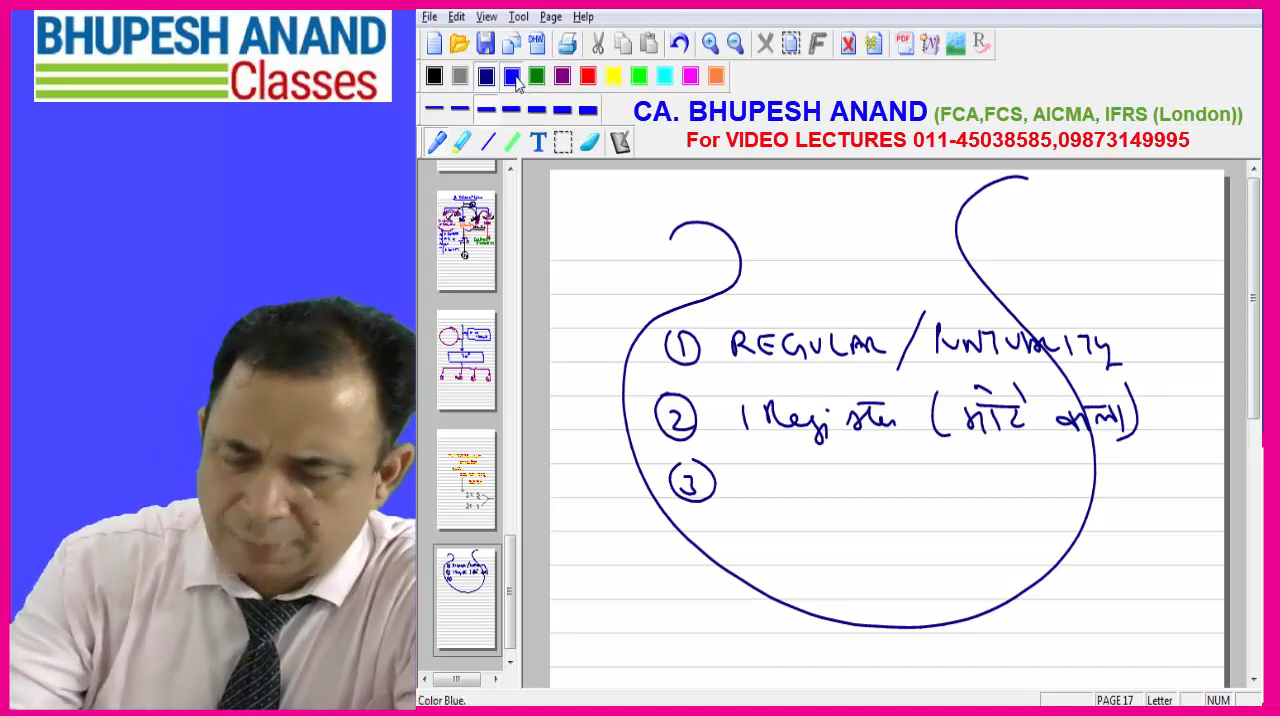 BHUPESH ANAND
Classes
File Edit View Tool Page Help
CA. BHUPESH ANAND (FCA,FCS, AICMA, IFRS (London))
For VIDEO LECTURES 011-45038585,09873149995
① REGULAR / PUNTUALITY
② 1 Register (
③
Color Blue.
PAGE 17 Letter NUM